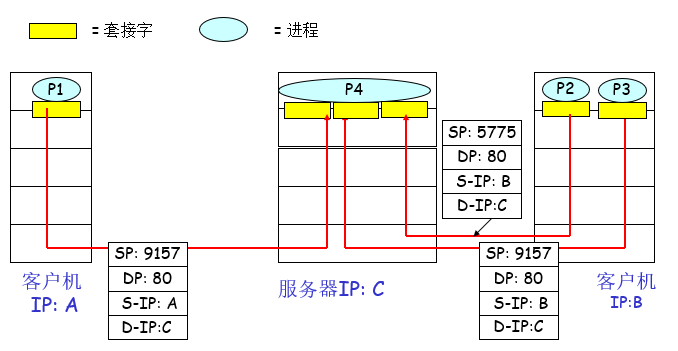 = 套接字
= 进程
P1
P4
P2
P3
SP: 5775
DP: 80
S-IP: B
D-IP:C
SP: 9157
DP: 80
S-IP: A
D-IP:C
SP: 9157
DP: 80
S-IP: B
D-IP:C
客户机
IP: A
服务器IP: C
客户机
IP:B